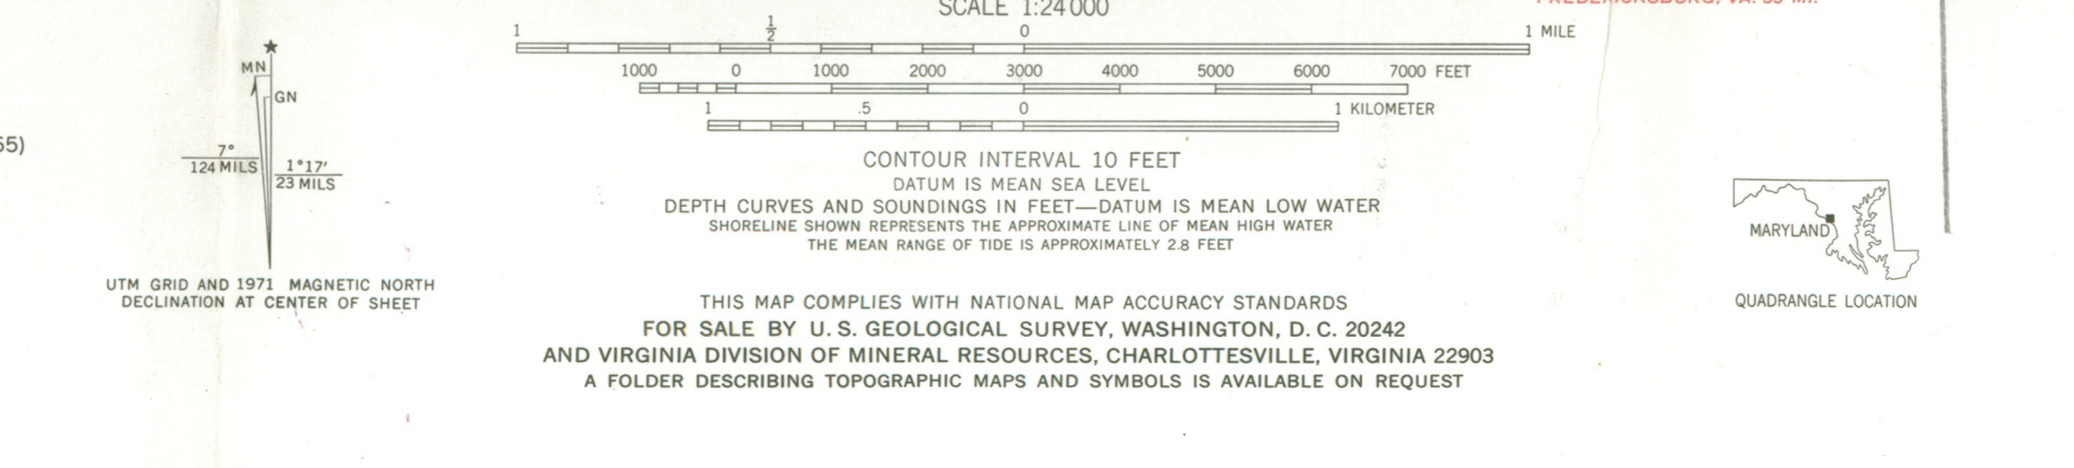 SCALE 1:24 000
FREDERICKSBURG, VA. 35 MI.
1 ½ 0 1 MILE
1000 0 1000 2000 3000 4000 5000 6000 7000 FEET
1 .5 0 1 KILOMETER
MN
GN
55)
7°
124 MILS
1°17′
23 MILS
UTM GRID AND 1971 MAGNETIC NORTH
DECLINATION AT CENTER OF SHEET
CONTOUR INTERVAL 10 FEET
DATUM IS MEAN SEA LEVEL
DEPTH CURVES AND SOUNDINGS IN FEET—DATUM IS MEAN LOW WATER
SHORELINE SHOWN REPRESENTS THE APPROXIMATE LINE OF MEAN HIGH WATER
THE MEAN RANGE OF TIDE IS APPROXIMATELY 2.8 FEET
THIS MAP COMPLIES WITH NATIONAL MAP ACCURACY STANDARDS
FOR SALE BY U. S. GEOLOGICAL SURVEY, WASHINGTON, D. C. 20242
AND VIRGINIA DIVISION OF MINERAL RESOURCES, CHARLOTTESVILLE, VIRGINIA 22903
A FOLDER DESCRIBING TOPOGRAPHIC MAPS AND SYMBOLS IS AVAILABLE ON REQUEST
MARYLAND
QUADRANGLE LOCATION